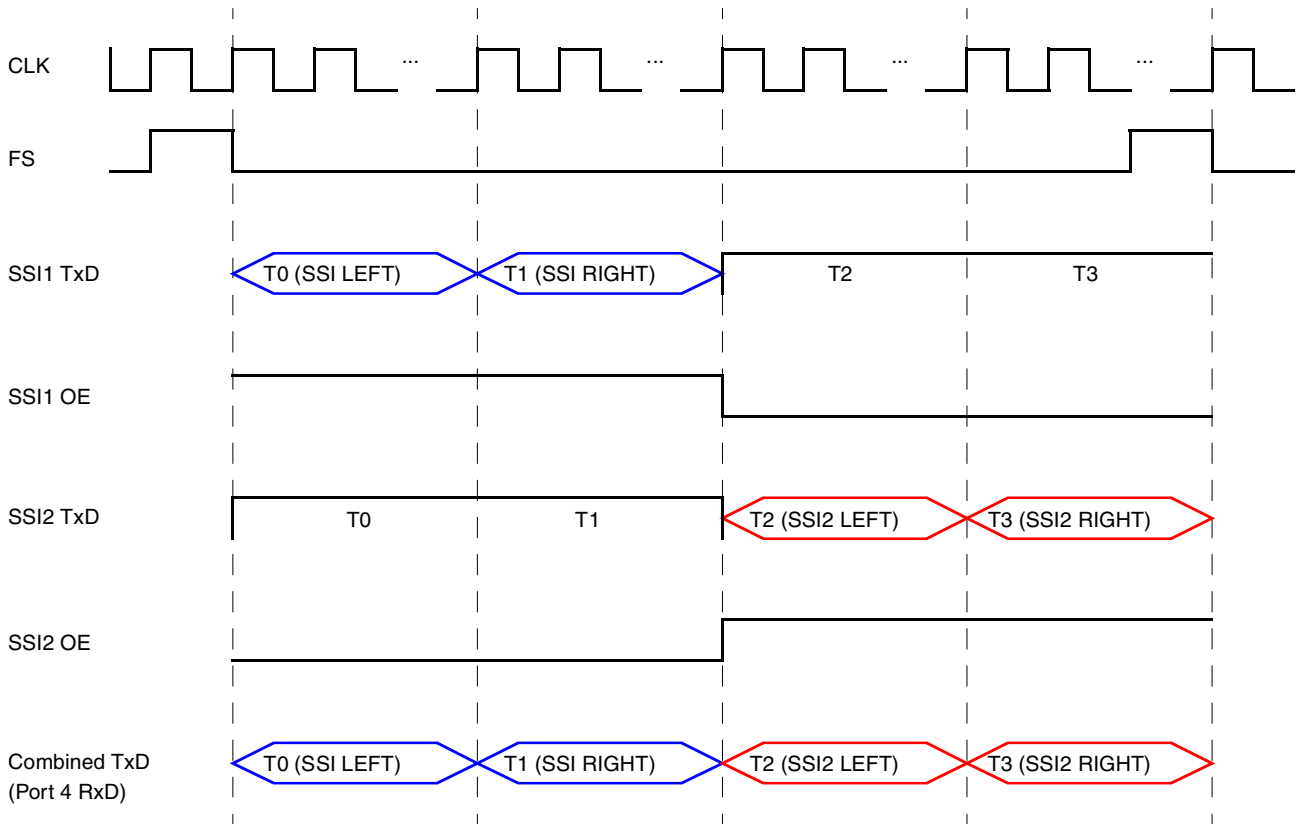 CLK
... ... ... ...
FS
SSI1 TxD
T0 (SSI LEFT) T1 (SSI RIGHT) T2 T3
SSI1 OE
SSI2 TxD
T0 T1 T2 (SSI2 LEFT) T3 (SSI2 RIGHT)
SSI2 OE
Combined TxD
(Port 4 RxD)
T0 (SSI LEFT) T1 (SSI RIGHT) T2 (SSI2 LEFT) T3 (SSI2 RIGHT)